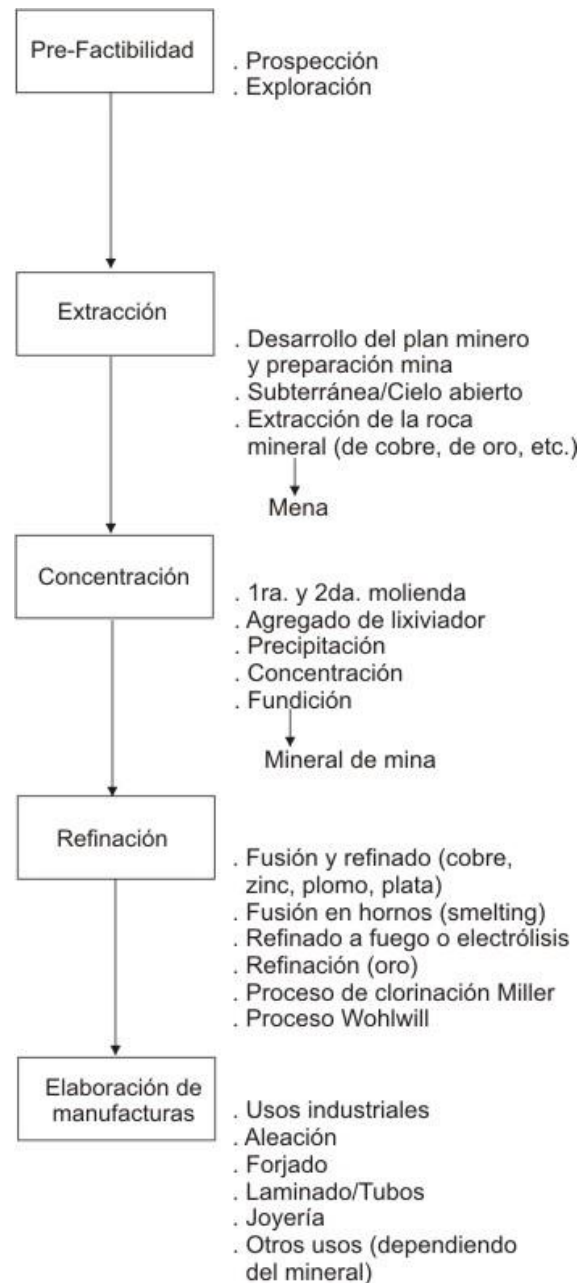 Pre-Factibilidad
. Prospección
. Exploración
Extracción
. Desarrollo del plan minero
y preparación mina
. Subterránea/Cielo abierto
. Extracción de la roca
mineral (de cobre, de oro, etc.)
Mena
Concentración
. 1ra. y 2da. molienda
. Agregado de lixiviador
. Precipitación
. Concentración
. Fundición
Mineral de mina
Refinación
. Fusión y refinado (cobre,
zinc, plomo, plata)
. Fusión en hornos (smelting)
. Refinado a fuego o electrólisis
. Refinación (oro)
. Proceso de clorinación Miller
. Proceso Wohlwill
Elaboración de
manufacturas
. Usos industriales
. Aleación
. Forjado
. Laminado/Tubos
. Joyería
. Otros usos (dependiendo
del mineral)